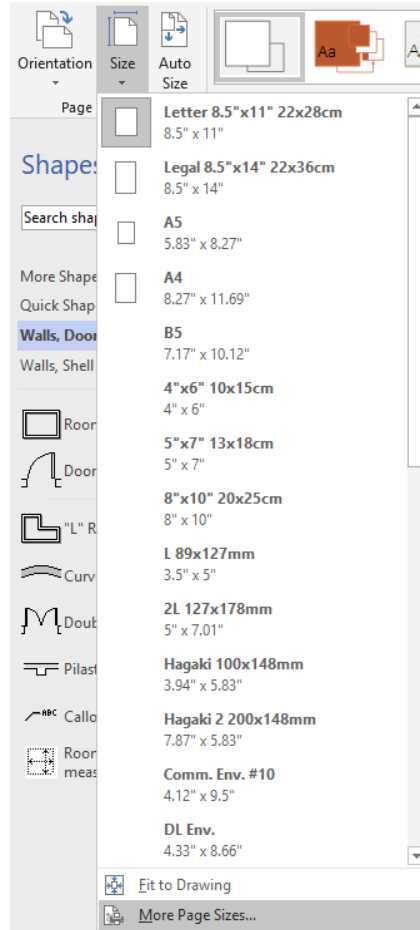 Orientation
Size
Auto
Size
Aa
A
Page
Shapes
Search shap
More Shape
Quick Shap
Walls, Door
Walls, Shell
Room
Door
"L" R
Curv
Doub
Pilast
ABC
Callo
Room
meas
Letter 8.5"x11" 22x28cm
8.5" x 11"
Legal 8.5"x14" 22x36cm
8.5" x 14"
A5
5.83" x 8.27"
A4
8.27" x 11.69"
B5
7.17" x 10.12"
4"x6" 10x15cm
4" x 6"
5"x7" 13x18cm
5" x 7"
8"x10" 20x25cm
8" x 10"
L 89x127mm
3.5" x 5"
2L 127x178mm
5" x 7.01"
Hagaki 100x148mm
3.94" x 5.83"
Hagaki 2 200x148mm
7.87" x 5.83"
Comm. Env. #10
4.12" x 9.5"
DL Env.
4.33" x 8.66"
Fit to Drawing
More Page Sizes...